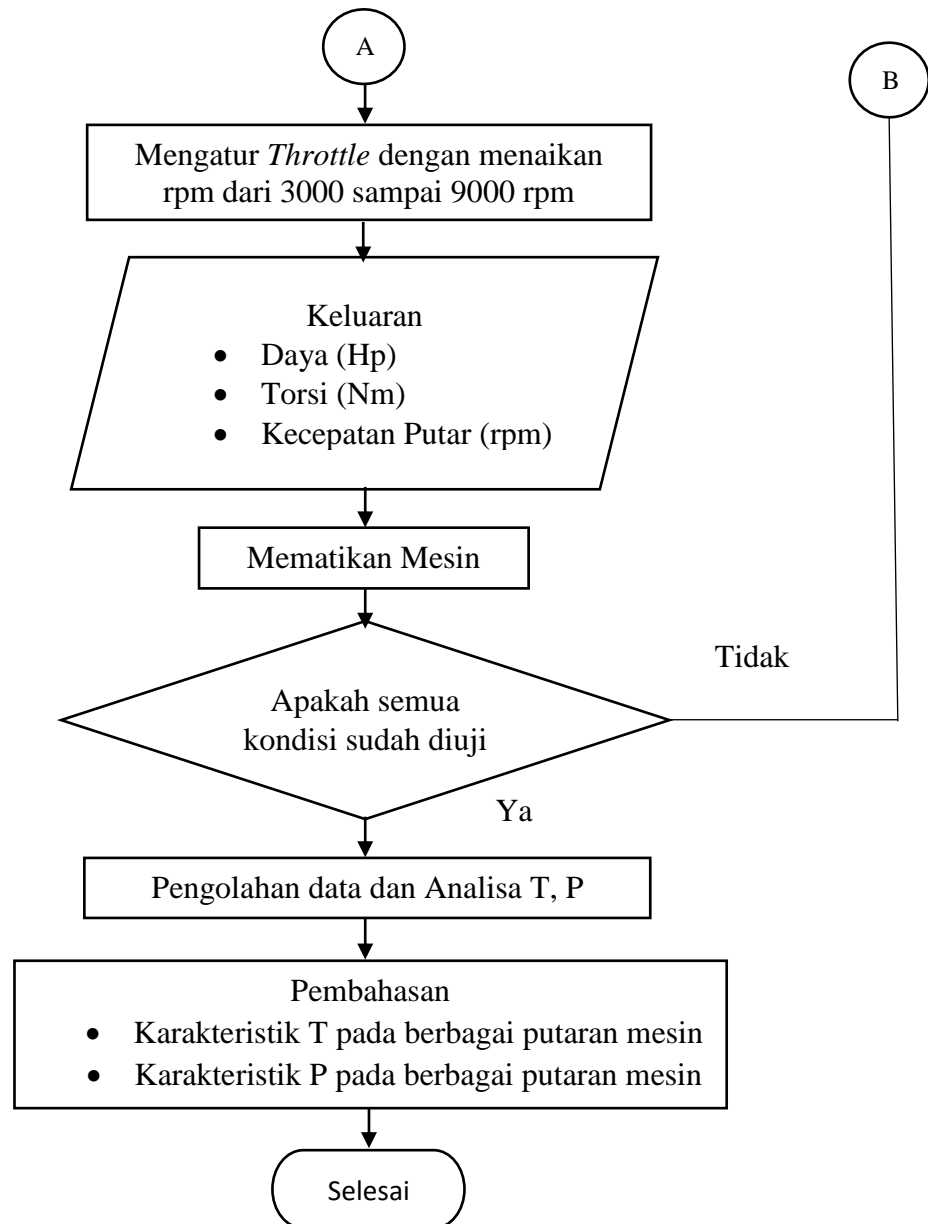 A
B
Mengatur Throttle dengan menaikan
rpm dari 3000 sampai 9000 rpm
Keluaran
• Daya (Hp)
• Torsi (Nm)
• Kecepatan Putar (rpm)
Mematikan Mesin
Tidak
Apakah semua
kondisi sudah diuji
Ya
Pengolahan data dan Analisa T, P
Pembahasan
• Karakteristik T pada berbagai putaran mesin
• Karakteristik P pada berbagai putaran mesin
Selesai